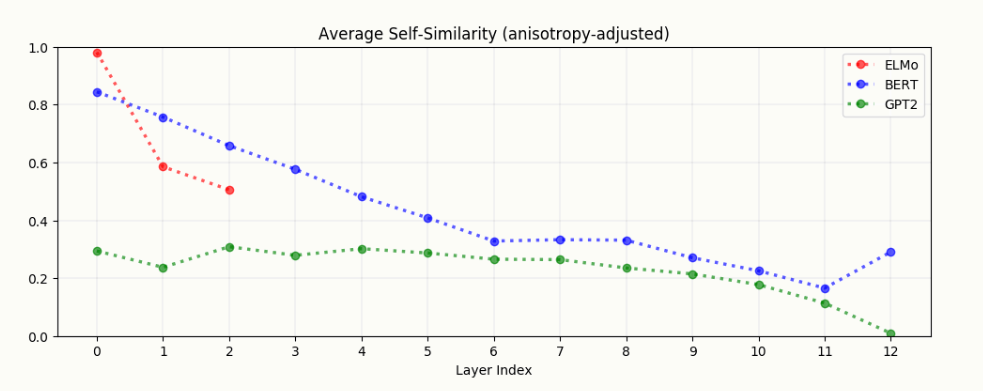 Average Self-Similarity (anisotropy-adjusted)
1.0
0.8
0.6
0.4
0.2
0.0
ELMo
BERT
GPT2
0 1 2 3 4 5 6 7 8 9 10 11 12
Layer Index